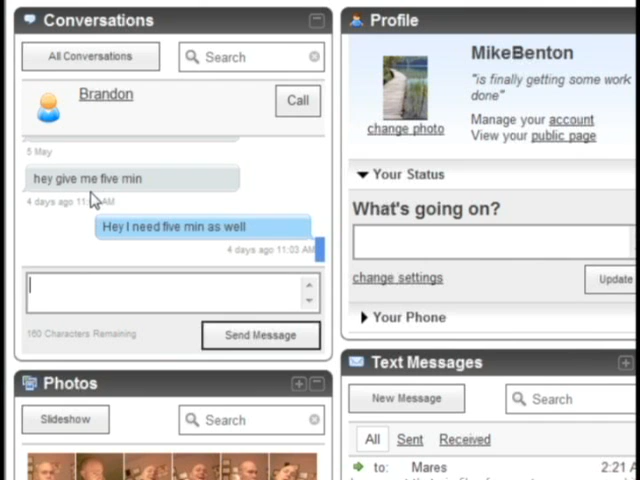 Conversations
All Conversations
Search
Brandon
Call
5 May
hey give me five min
4 days ago
AM
Hey I need five min as well
4 days ago 11:03 AM
160 Characters Remaining
Send Message
Photos
Slideshow
Search
Profile
MikeBenton
"is finally getting some work
done"
Manage your account
View your public page
change photo
Your Status
What's going on?
change settings
Update
Your Phone
Text Messages
New Message
Search
All Sent Received
to: Mares 2:21